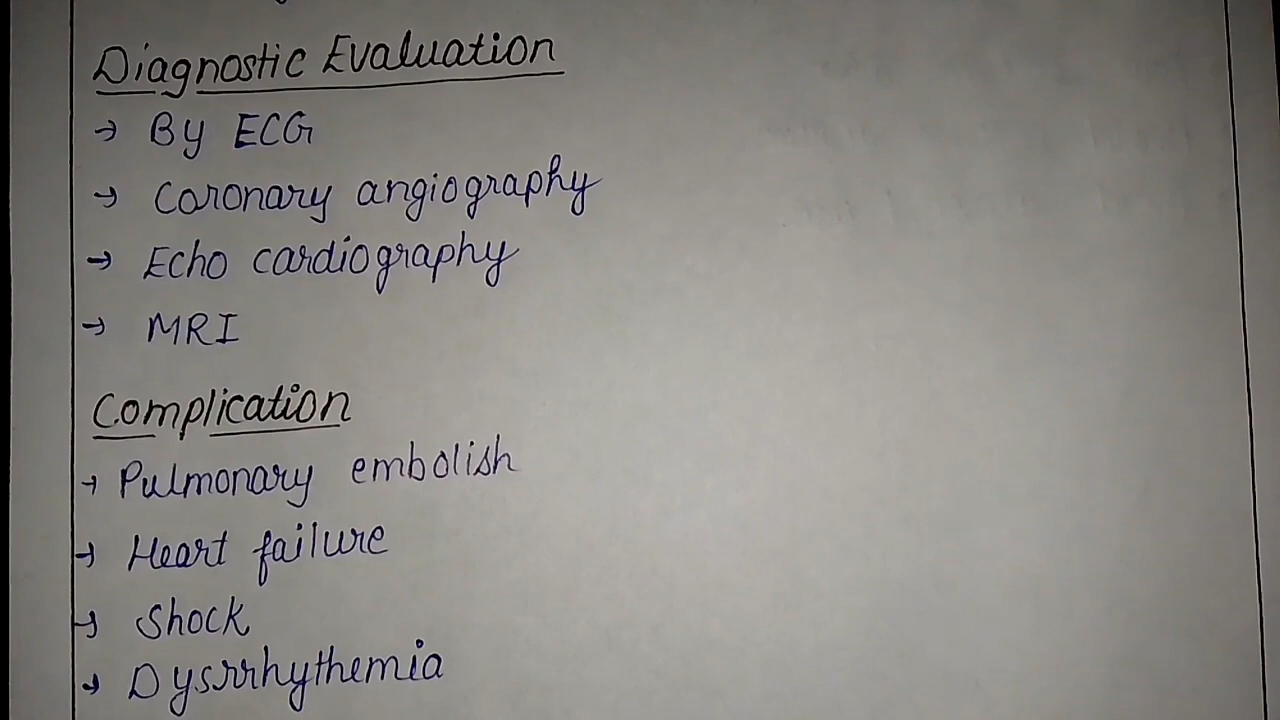 Diagnostic Evaluation
→ By ECG
→ Coronary angiography
→ Echo cardiography
→ MRI
Complication
→ Pulmonary embolish
→ Heart failure
→ Shock
→ Dysrrhythemia